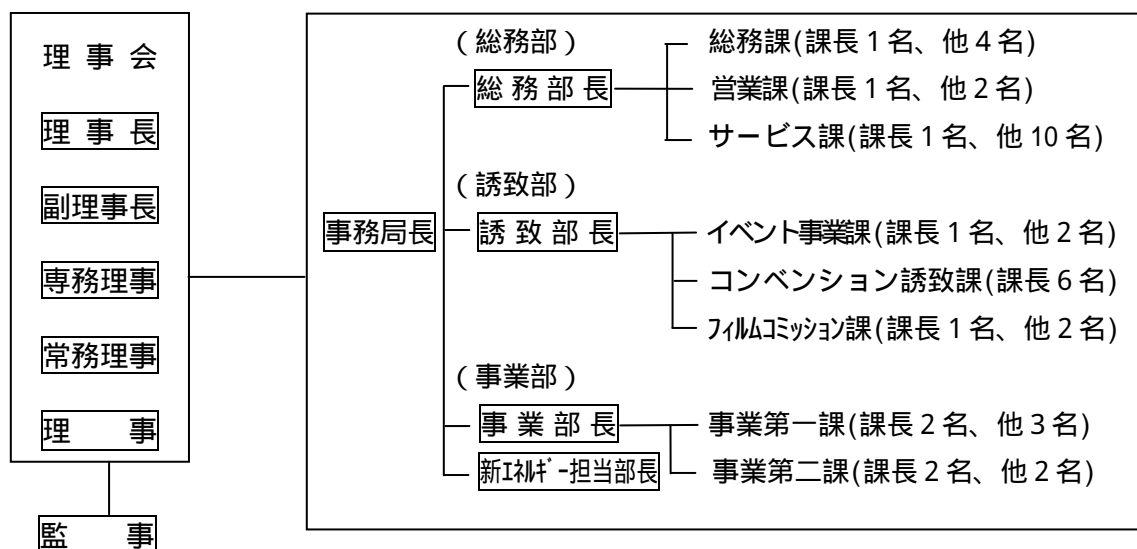 理事会
理事長
副理事長
専務理事
常務理事
理　事
監　事
事務局長
（総務部）
総務部長
総務課(課長1名、他4名)
営業課(課長1名、他2名)
サービス課(課長1名、他10名)
（誘致部）
誘致部長
イベント事業課(課長1名、他2名)
コンベンション誘致課(課長6名)
ﾌｨﾙﾑｺﾐｯｼｮﾝ課(課長1名、他2名)
（事業部）
事業部長
事業第一課(課長2名、他3名)
新ｴﾈﾙｷﾞｰ担当部長
事業第二課(課長2名、他2名)